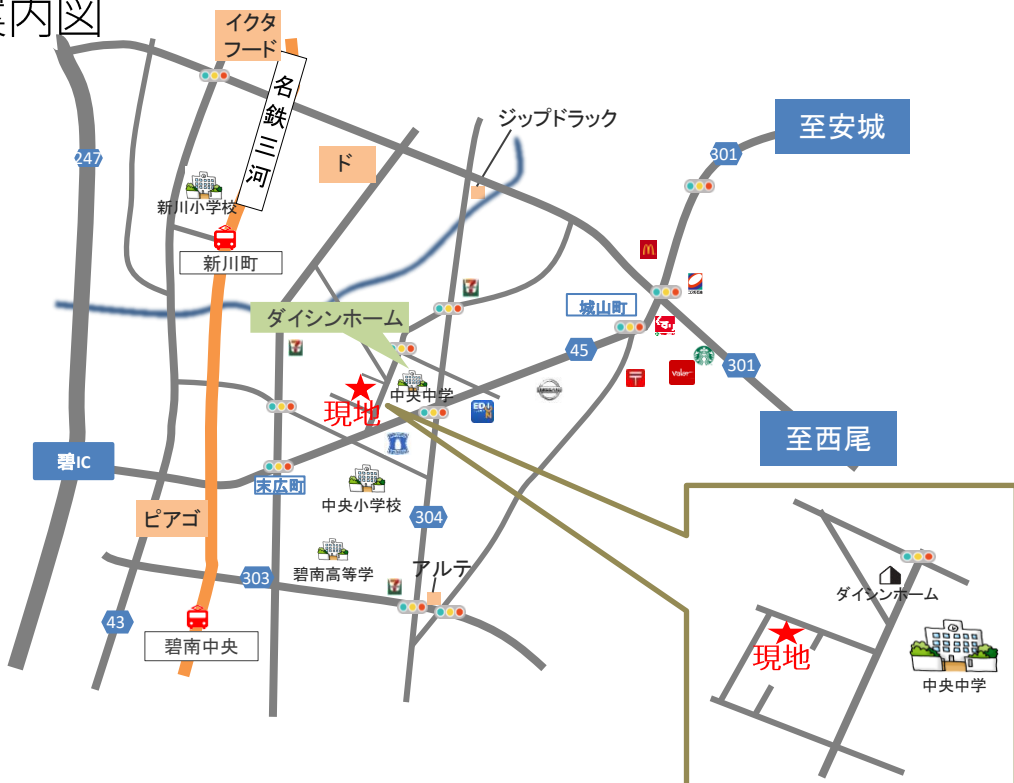 案内図
イクタ
フード
名鉄三河
ジップドラック
至安城
301
247
ド
新川小学校
新川町
城山町
ダイシンホーム
45
301
中央中学
現地
至西尾
碧IC
末広町
中央小学校
ピアゴ
304
碧南高等学
アルテ
303
43
碧南中央
ダイシンホーム
現地
中央中学